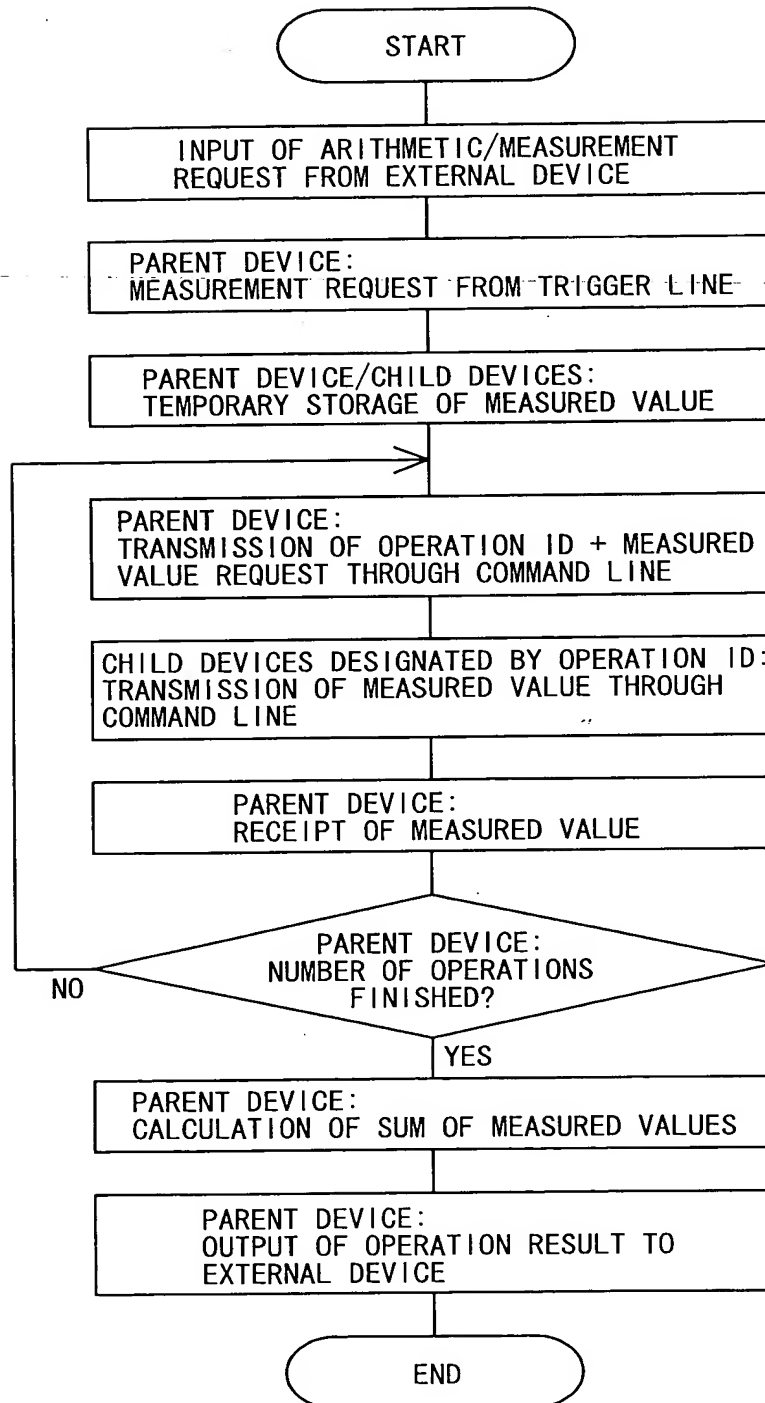 START
INPUT OF ARITHMETIC/MEASUREMENT
REQUEST FROM EXTERNAL DEVICE
PARENT DEVICE:
MEASUREMENT REQUEST FROM TRIGGER LINE
PARENT DEVICE/CHILD DEVICES:
TEMPORARY STORAGE OF MEASURED VALUE
PARENT DEVICE:
TRANSMISSION OF OPERATION ID + MEASURED
VALUE REQUEST THROUGH COMMAND LINE
CHILD DEVICES DESIGNATED BY OPERATION ID:
TRANSMISSION OF MEASURED VALUE THROUGH
COMMAND LINE
PARENT DEVICE:
RECEIPT OF MEASURED VALUE
PARENT DEVICE:
NUMBER OF OPERATIONS
FINISHED?
NO
YES
PARENT DEVICE:
CALCULATION OF SUM OF MEASURED VALUES
PARENT DEVICE:
OUTPUT OF OPERATION RESULT TO
EXTERNAL DEVICE
END